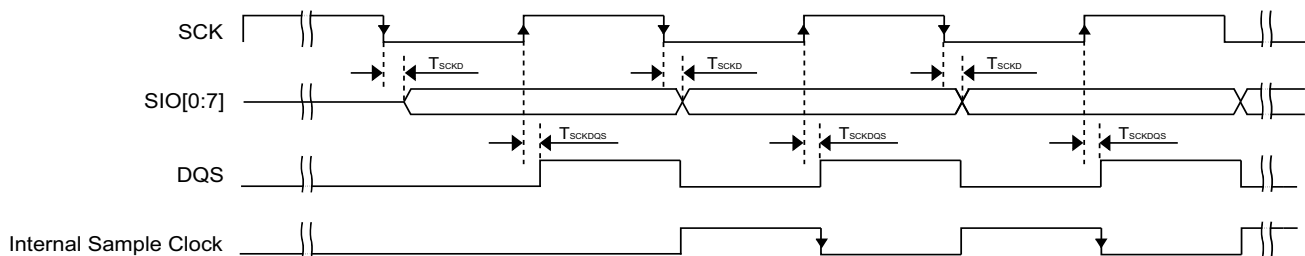 SCK
TSCKD TSCKD TSCKD
SIO[0:7]
TSCKDQS TSCKDQS TSCKDQS
DQS
Internal Sample Clock